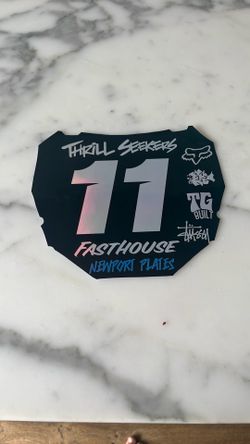 THRILL SEEKERS
11
TG
BUILT
FASTHOUSE
NEWPORT PLATES